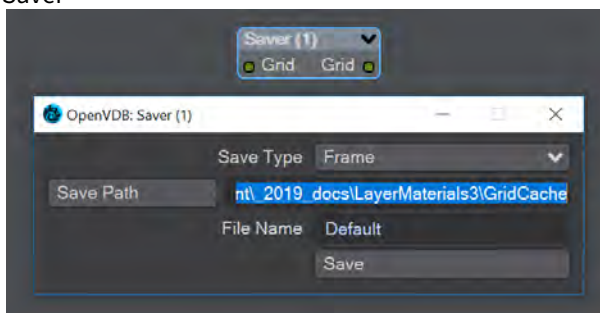 Saver
Saver (1)
Grid Grid
OpenVDB: Saver (1)
Save Type Frame
Save Path nt\_2019_docs\LayerMaterials3\GridCache
File Name Default
Save